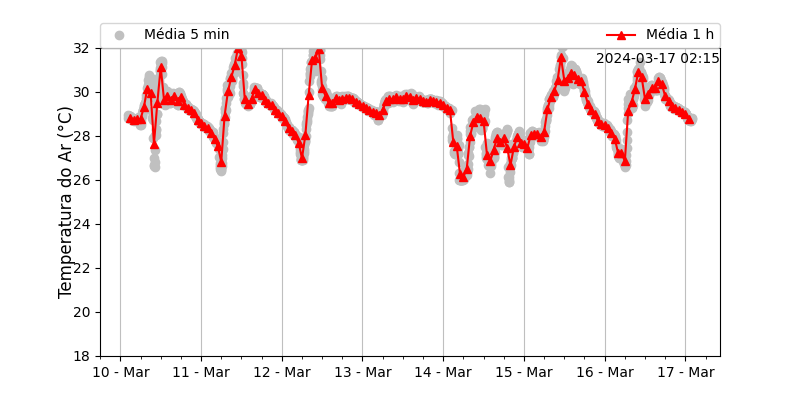 Média 5 min
Média 1 h
2024-03-17 02:15
Temperatura do Ar (°C)
32
30
28
26
24
22
20
18
10 - Mar
11 - Mar
12 - Mar
13 - Mar
14 - Mar
15 - Mar
16 - Mar
17 - Mar